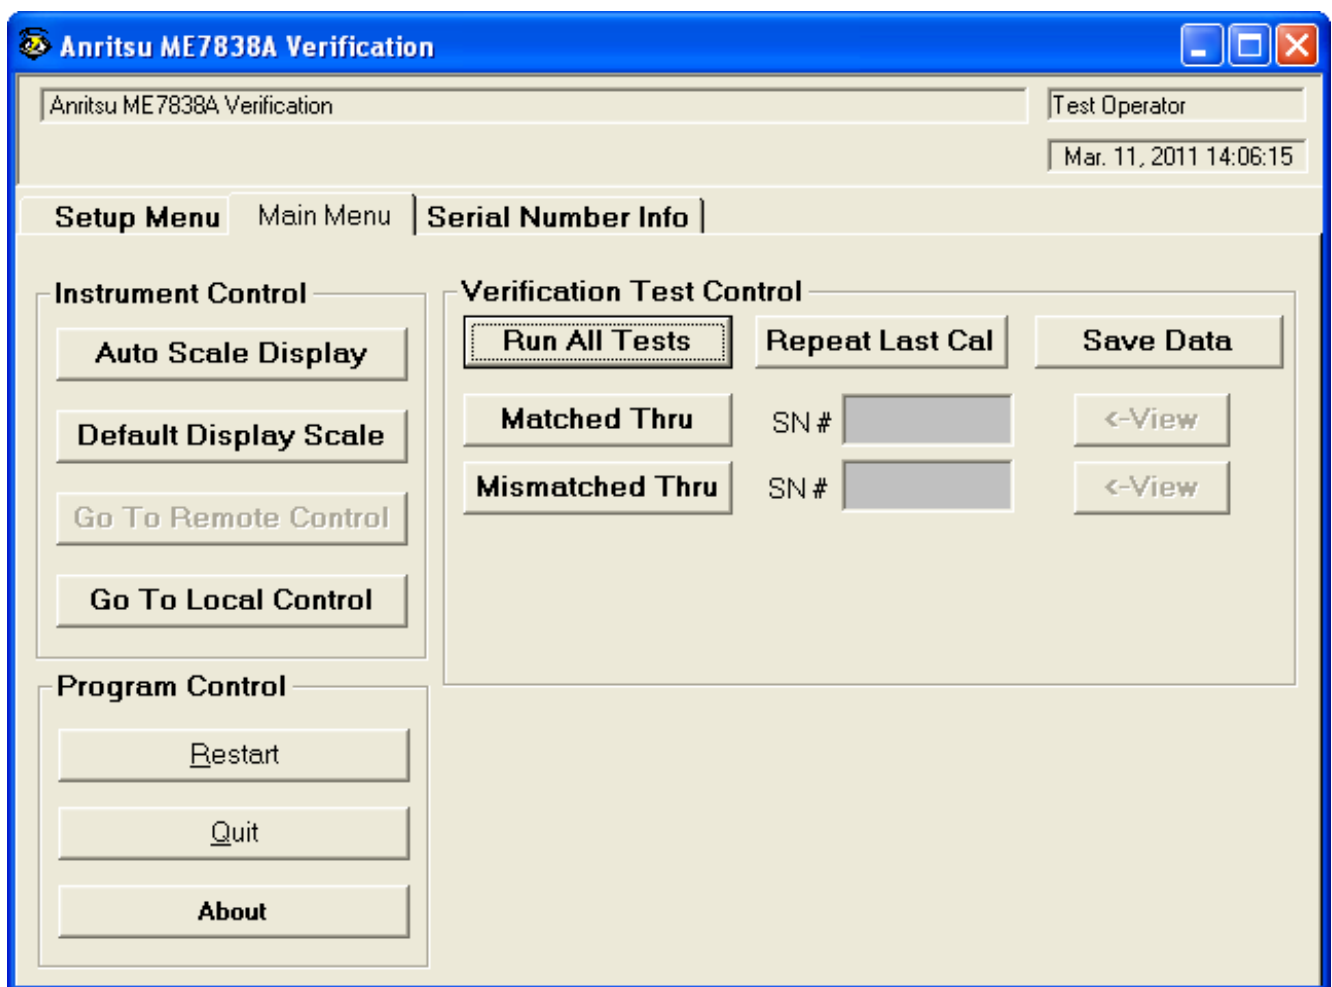 Anritsu ME7838A Verification
Anritsu ME7838A Verification
Test Operator
Mar. 11, 2011 14:06:15
Setup Menu Main Menu Serial Number Info
Instrument Control
Auto Scale Display
Default Display Scale
Go To Remote Control
Go To Local Control
Program Control
Restart
Quit
About
Verification Test Control
Run All Tests Repeat Last Cal Save Data
Matched Thru SN # <-View
Mismatched Thru SN # <-View